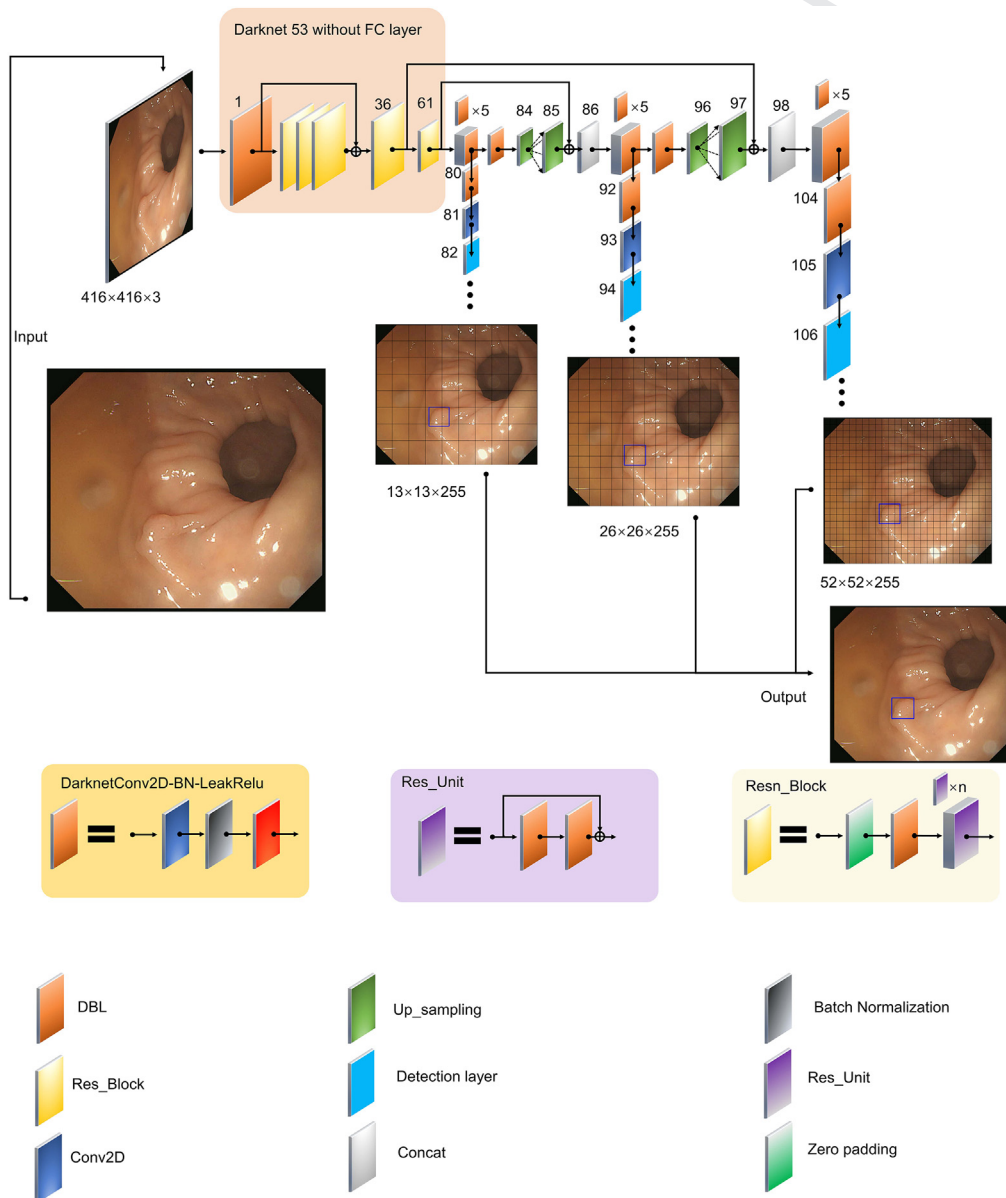 Darknet 53 without FC layer
1
36
61
×5
84
85
86
×5
96
97
98
×5
80
81
82
92
93
94
104
105
106
416×416×3
Input
13×13×255
26×26×255
52×52×255
Output
DarknetConv2D-BN-LeakRelu
Res_Unit
Resn_Block
×n
DBL
Up_sampling
Batch Normalization
Res_Block
Detection layer
Res_Unit
Conv2D
Concat
Zero padding